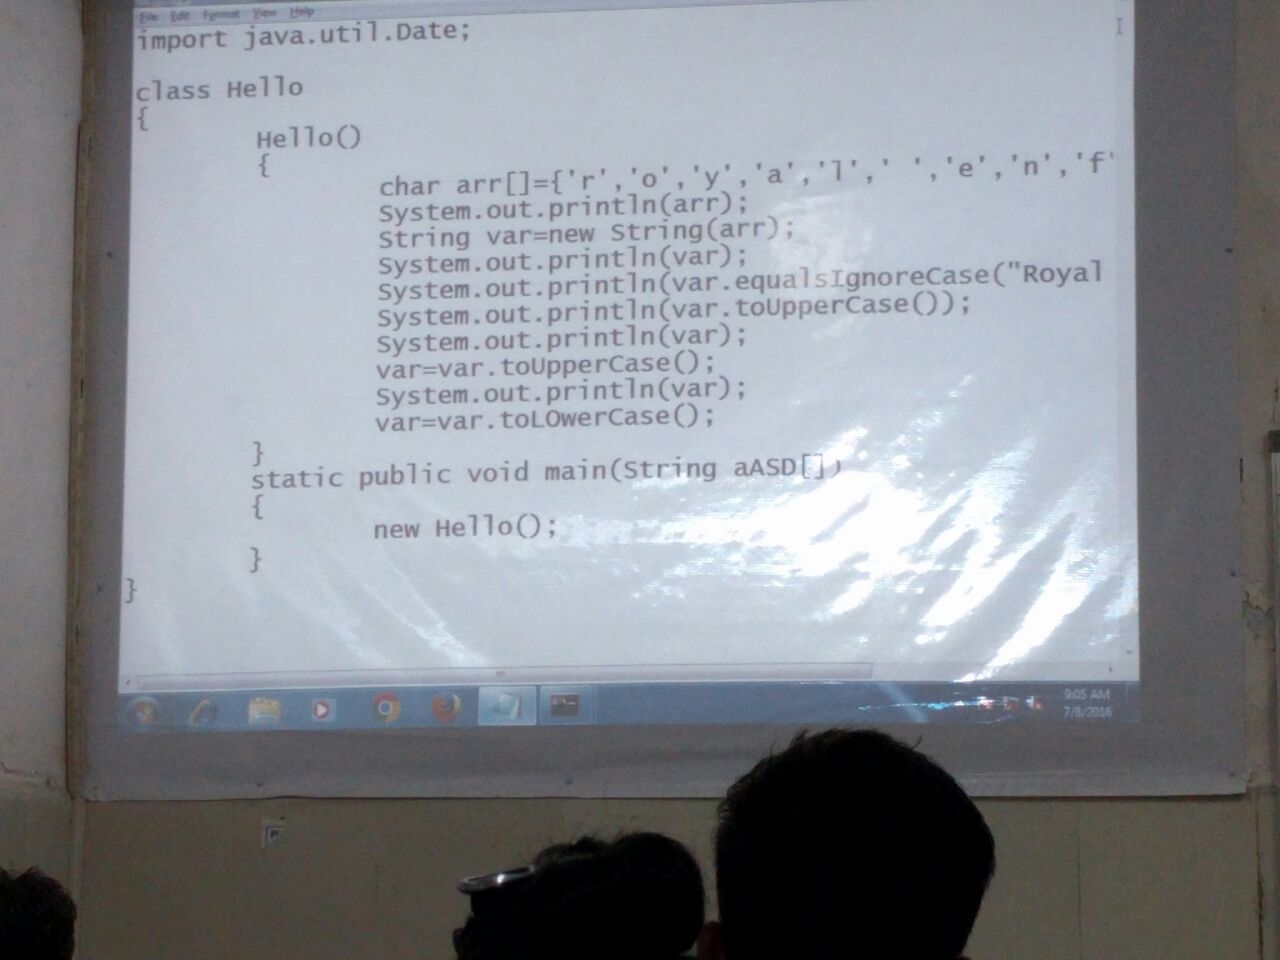 File Edit Format View Help
import java.util.Date;
class Hello
{
Hello()
{
char arr[]={'r','o','y','a','l',' ','e','n','f'
System.out.println(arr);
String var=new String(arr);
System.out.println(var);
System.out.println(var.equalsIgnoreCase("Royal
System.out.println(var.toUpperCase());
System.out.println(var);
var=var.toUpperCase();
System.out.println(var);
var=var.toLOwerCase();
}
static public void main(String aASD[])
{
new Hello();
}
}
9:05 AM
7/8/2016